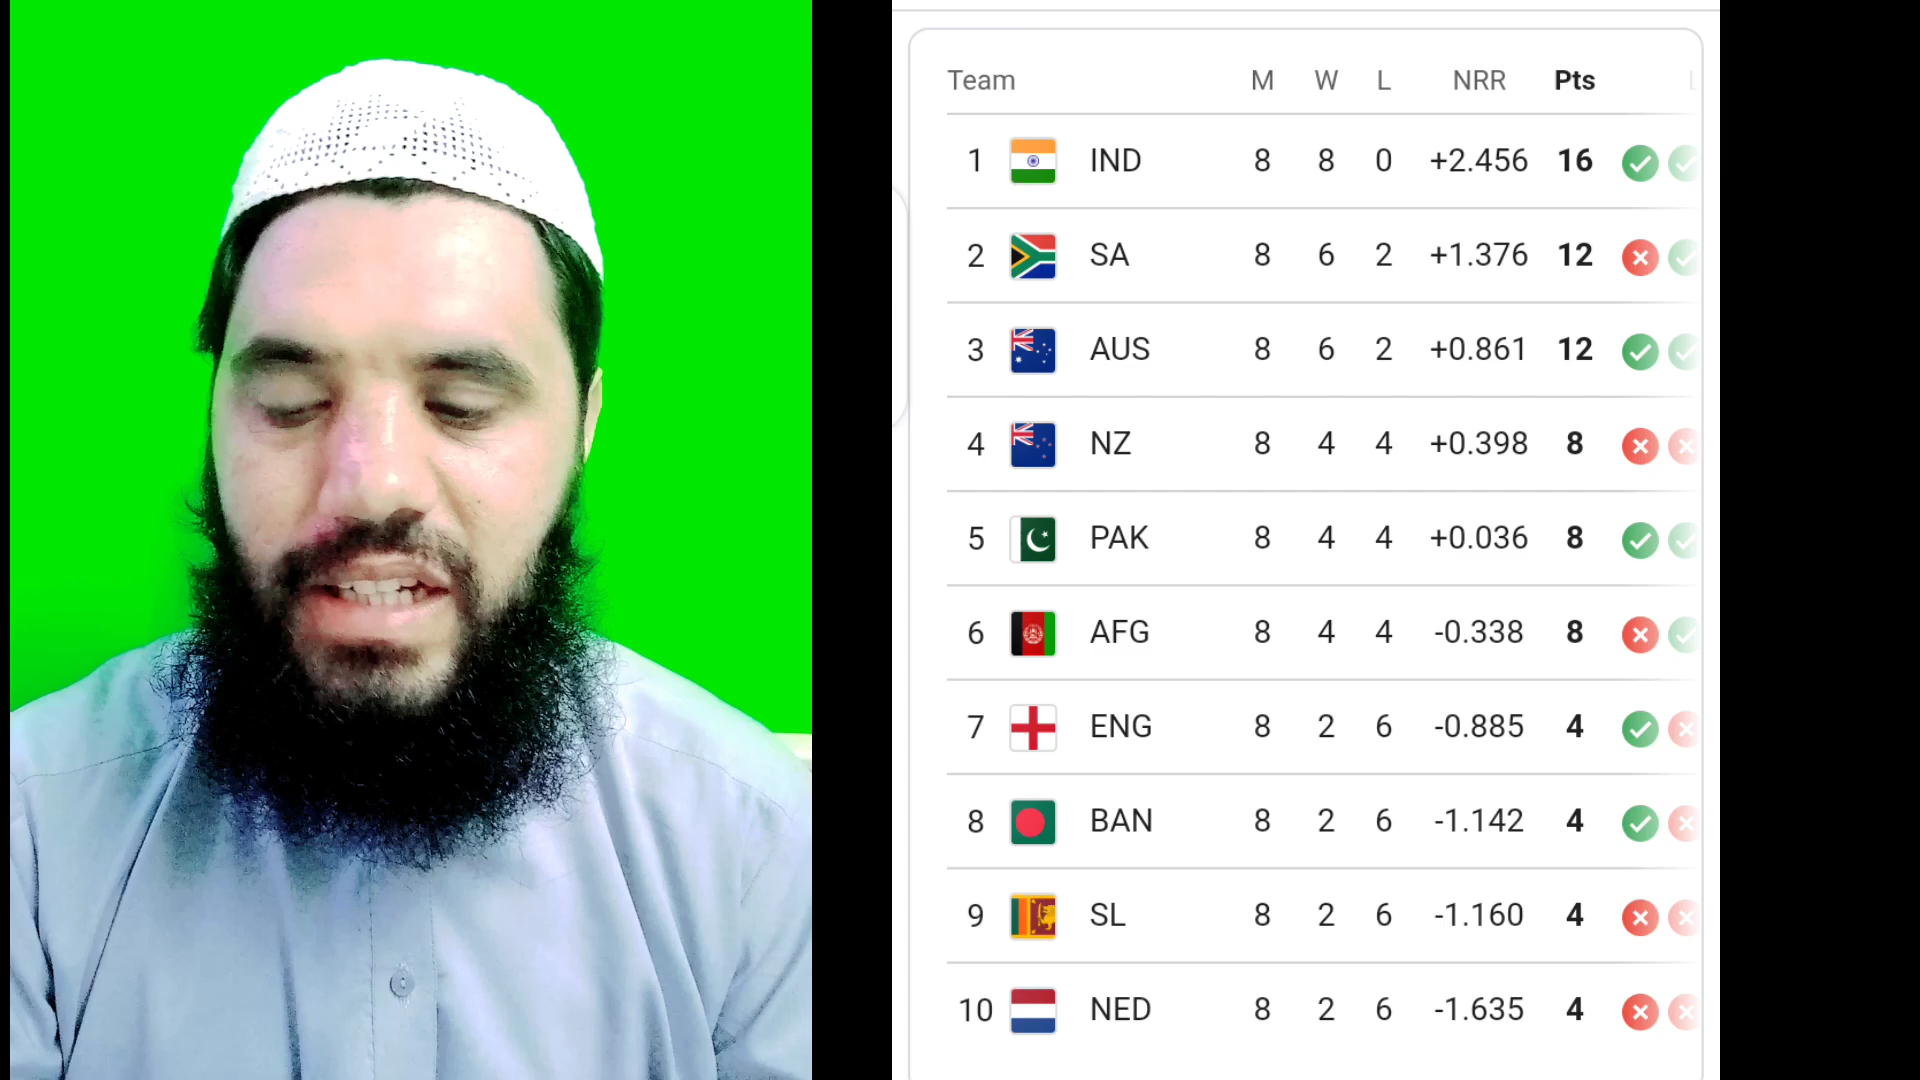 Team M W L NRR Pts
1 IND 8 8 0 +2.456 16
2 SA 8 6 2 +1.376 12
3 AUS 8 6 2 +0.861 12
4 NZ 8 4 4 +0.398 8
5 PAK 8 4 4 +0.036 8
6 AFG 8 4 4 -0.338 8
7 ENG 8 2 6 -0.885 4
8 BAN 8 2 6 -1.142 4
9 SL 8 2 6 -1.160 4
10 NED 8 2 6 -1.635 4